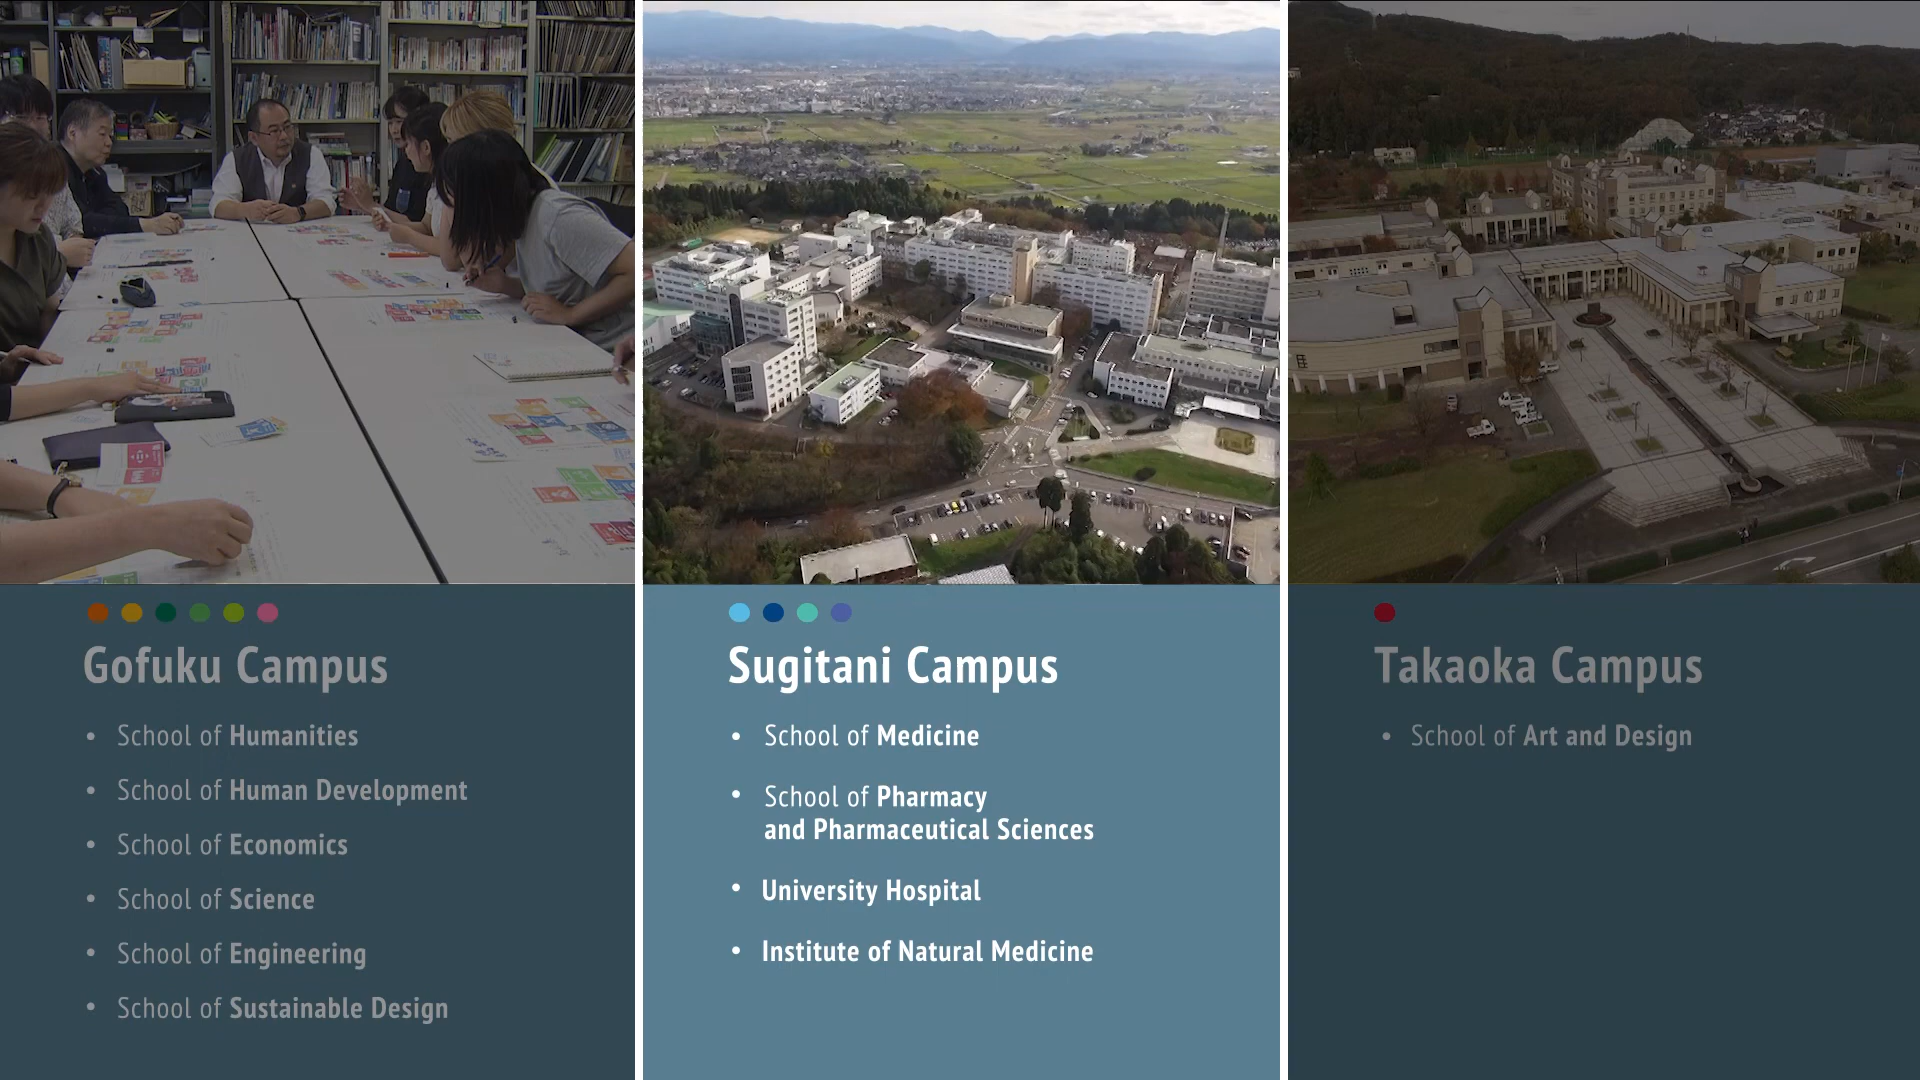 Gofuku Campus
• School of Humanities
• School of Human Development
• School of Economics
• School of Science
• School of Engineering
• School of Sustainable Design
Sugitani Campus
• School of Medicine
• School of Pharmacy
and Pharmaceutical Sciences
• University Hospital
• Institute of Natural Medicine
Takaoka Campus
• School of Art and Design